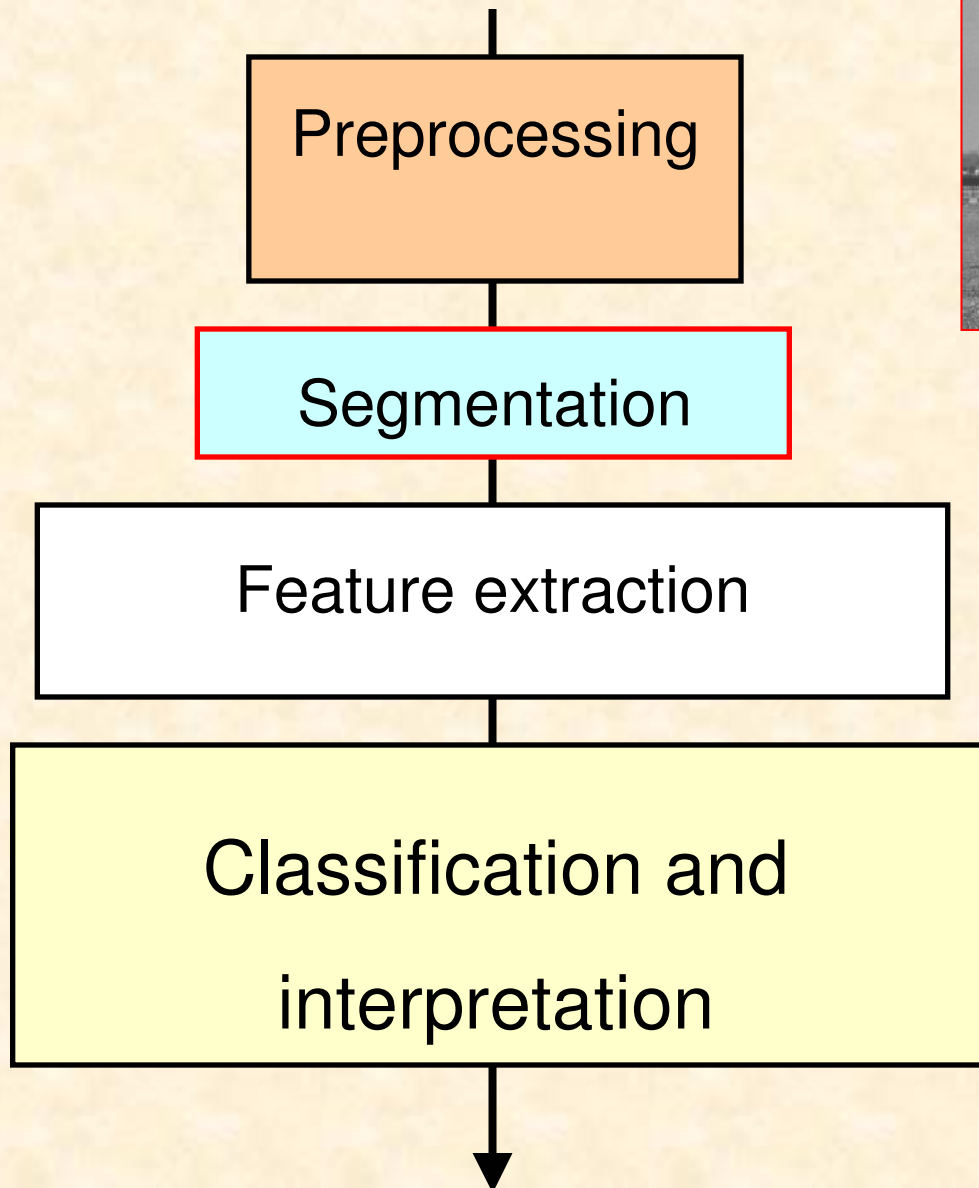 Preprocessing
Segmentation
Feature extraction
Classification and
interpretation